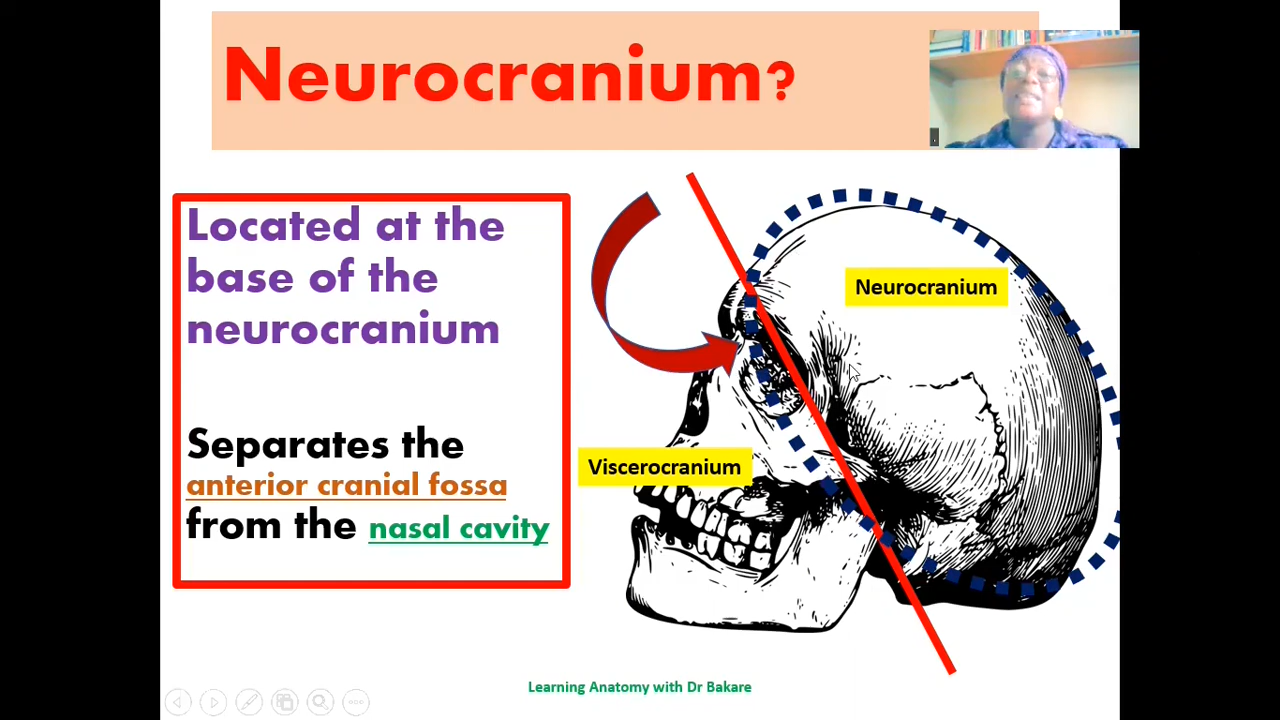 Neurocranium?
Located at the
base of the
neurocranium
Separates the
anterior cranial fossa
from the nasal cavity
Neurocranium
Viscerocranium
Learning Anatomy with Dr Bakare